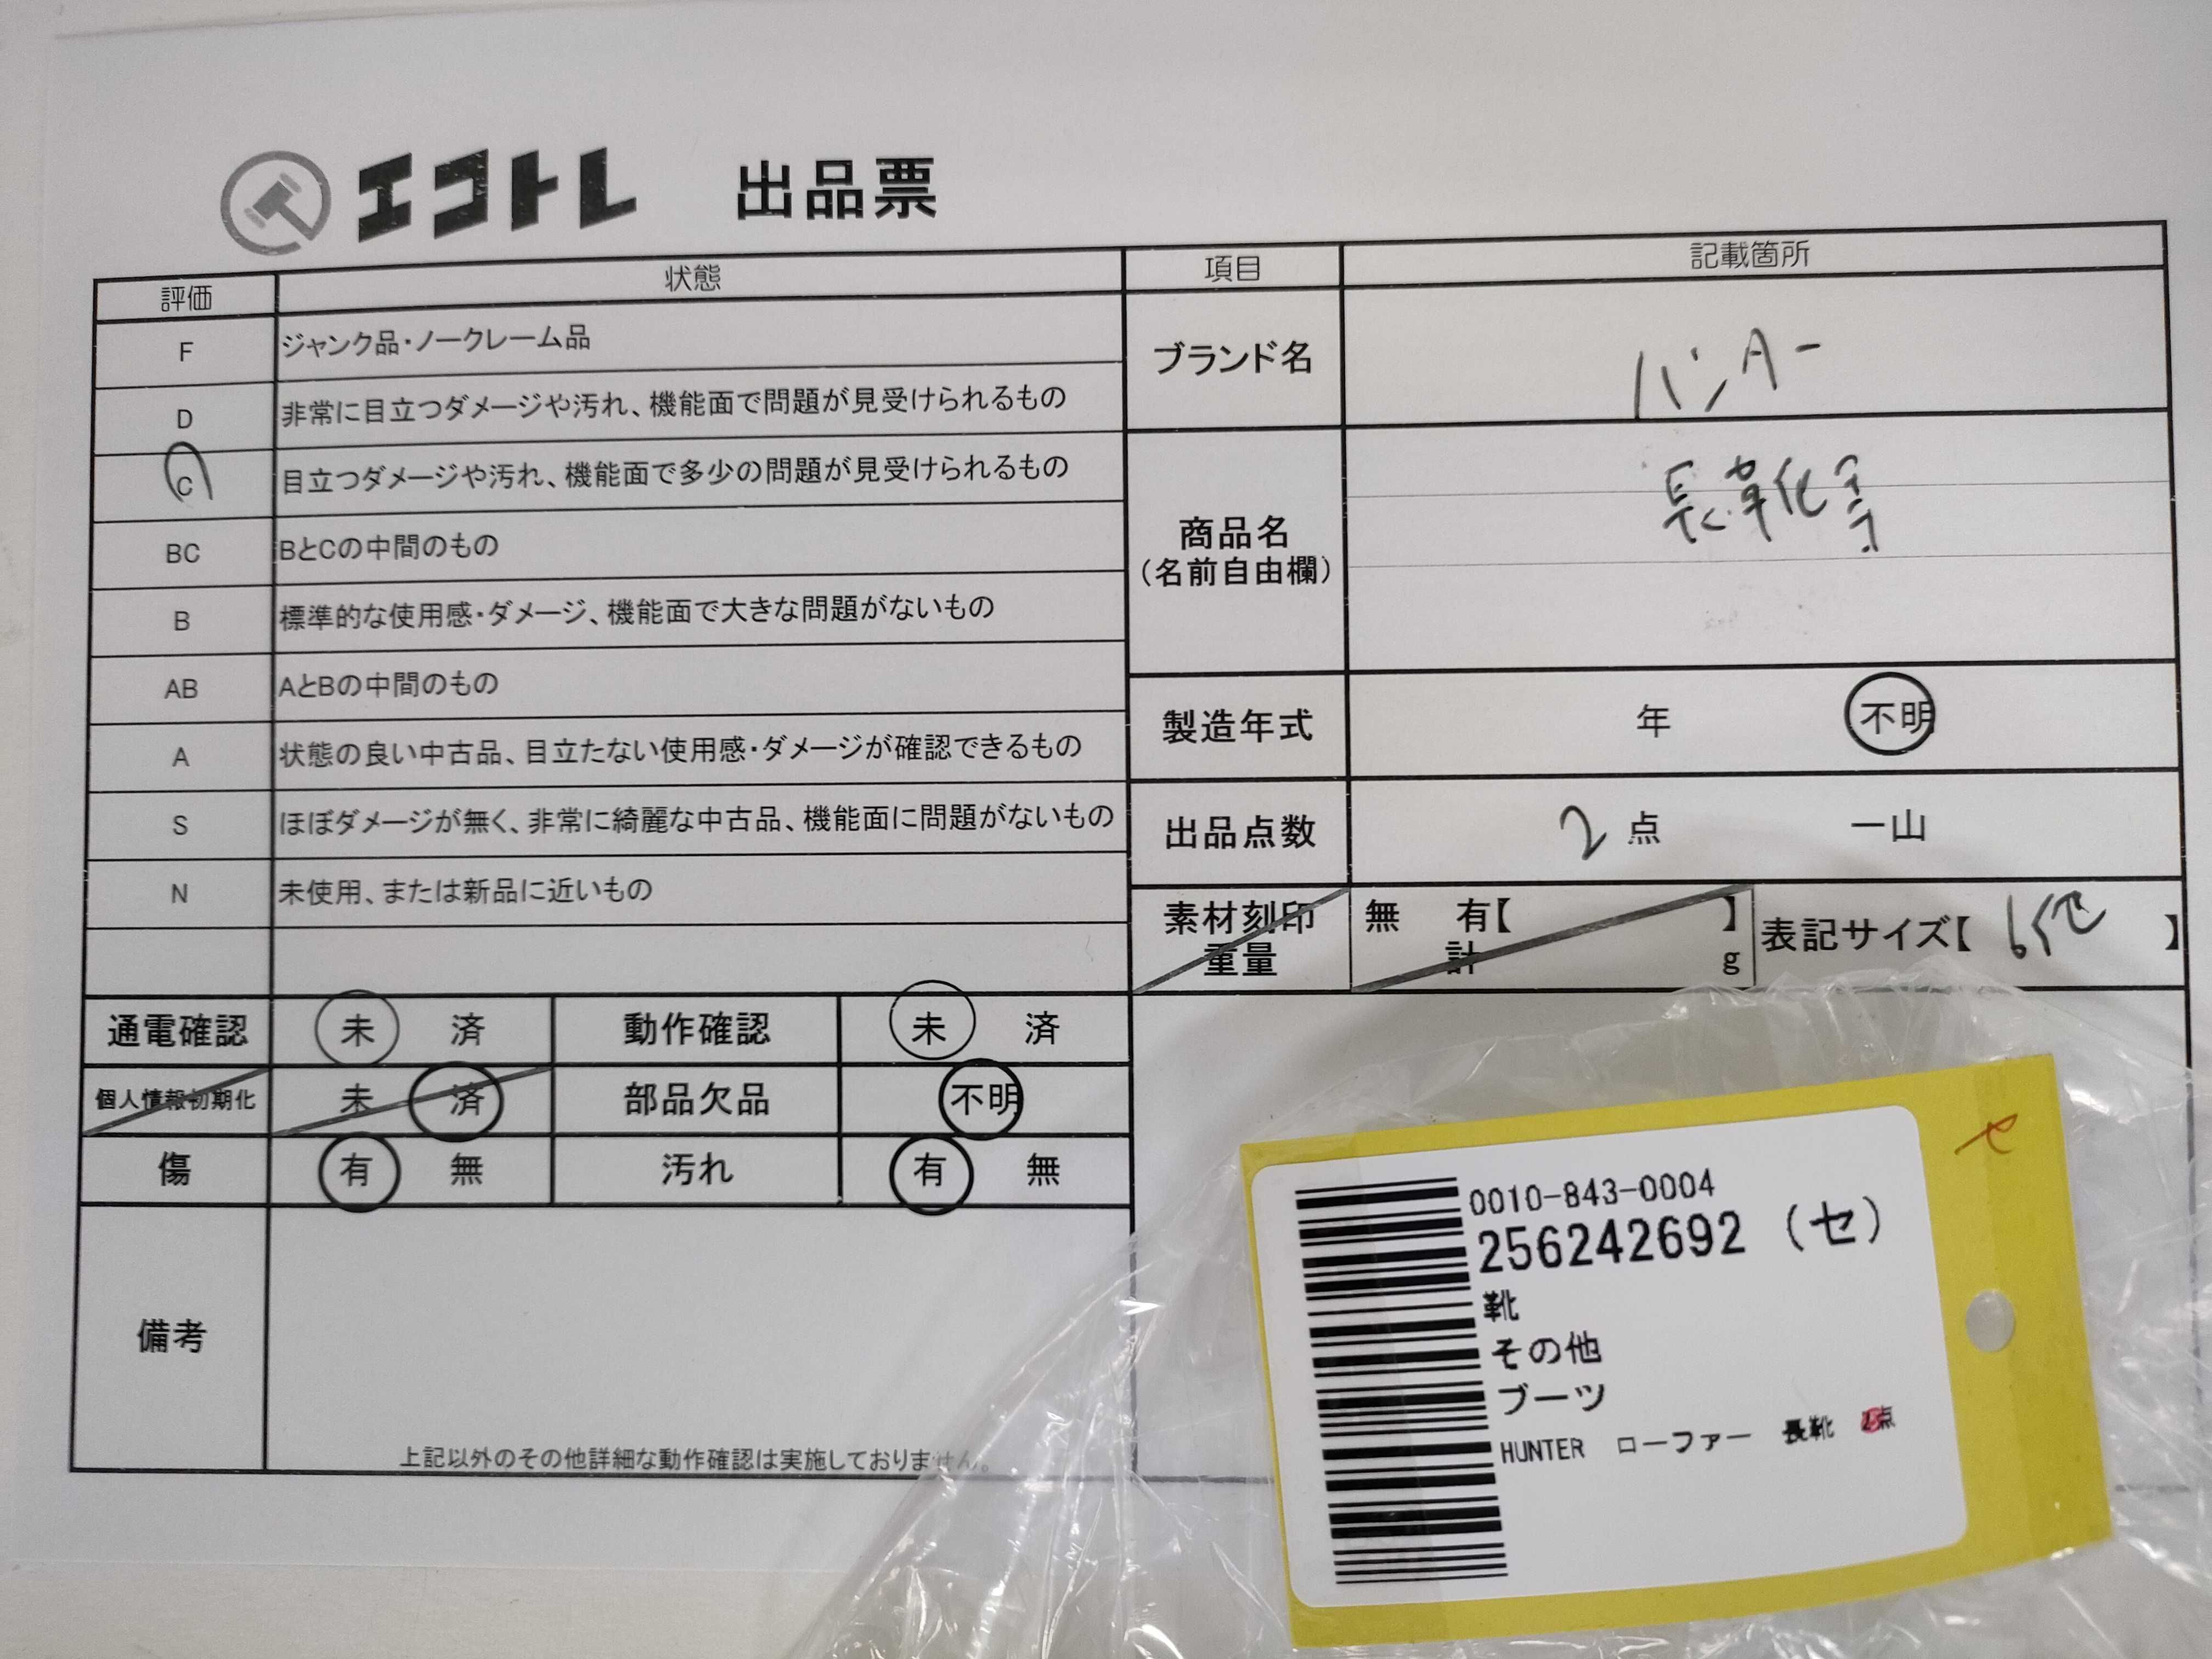 エコトレ 出品票
評価 状態
F ジャンク品・ノークレーム品
D 非常に目立つダメージや汚れ、機能面で問題が見受けられるもの
C 目立つダメージや汚れ、機能面で多少の問題が見受けられるもの
BC BとCの中間のもの
B 標準的な使用感・ダメージ、機能面で大きな問題がないもの
AB AとBの中間のもの
A 状態の良い中古品、目立たない使用感・ダメージが確認できるもの
S ほぼダメージが無く、非常に綺麗な中古品、機能面に問題がないもの
N 未使用、または新品に近いもの
項目 記載箇所
ブランド名 ハンター
商品名 長靴他
(名前自由欄)
製造年式 年 不明
出品点数 2点 一山
素材刻印 無 有【 】
重量 計 g
表記サイズ【 】
通電確認 未 済 動作確認 未 済
個人情報初期化 未 済 部品欠品 不明
傷 有 無 汚れ 有 無
備考
上記以外のその他詳細な動作確認は実施しておりません。
セ
0010-843-0004
256242692 (セ)
靴
その他
ブーツ
HUNTER ローファー 長靴 点